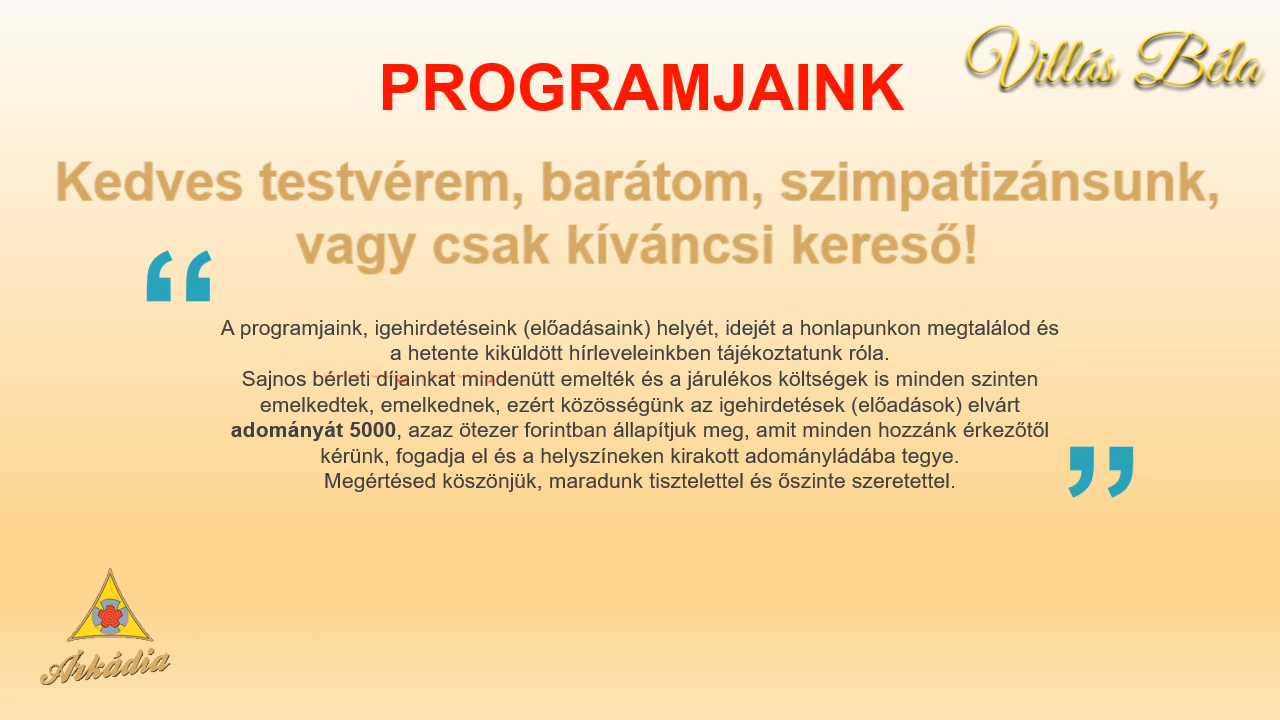 Villás Béla
PROGRAMJAINK
Kedves testvérem, barátom, szimpatizánsunk,
vagy csak kíváncsi kereső!
“
A programjaink, igehirdetéseink (előadásaink) helyét, idejét a honlapunkon megtalálod és
a hetente kiküldött hírleveleinkben tájékoztatunk róla.
Sajnos bérleti díjainkat mindenütt emelték és a járulékos költségek is minden szinten
emelkedtek, emelkednek, ezért közösségünk az igehirdetések (előadások) elvárt
adományát 5000, azaz ötezer forintban állapítjuk meg, amit minden hozzánk érkezőtől
kérünk, fogadja el és a helyszíneken kirakott adományládába tegye.
Megértésed köszönjük, maradunk tisztelettel és őszinte szeretettel.
”
Árkádia